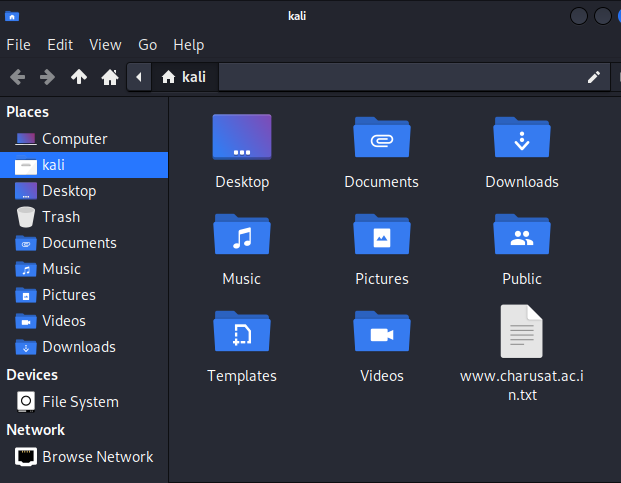 kali
File Edit View Go Help
kali
Places
Computer
kali
Desktop
Trash
Documents
Music
Pictures
Videos
Downloads
Devices
File System
Network
Browse Network
Desktop Documents Downloads
Music Pictures Public
Templates Videos www.charusat.ac.i
n.txt